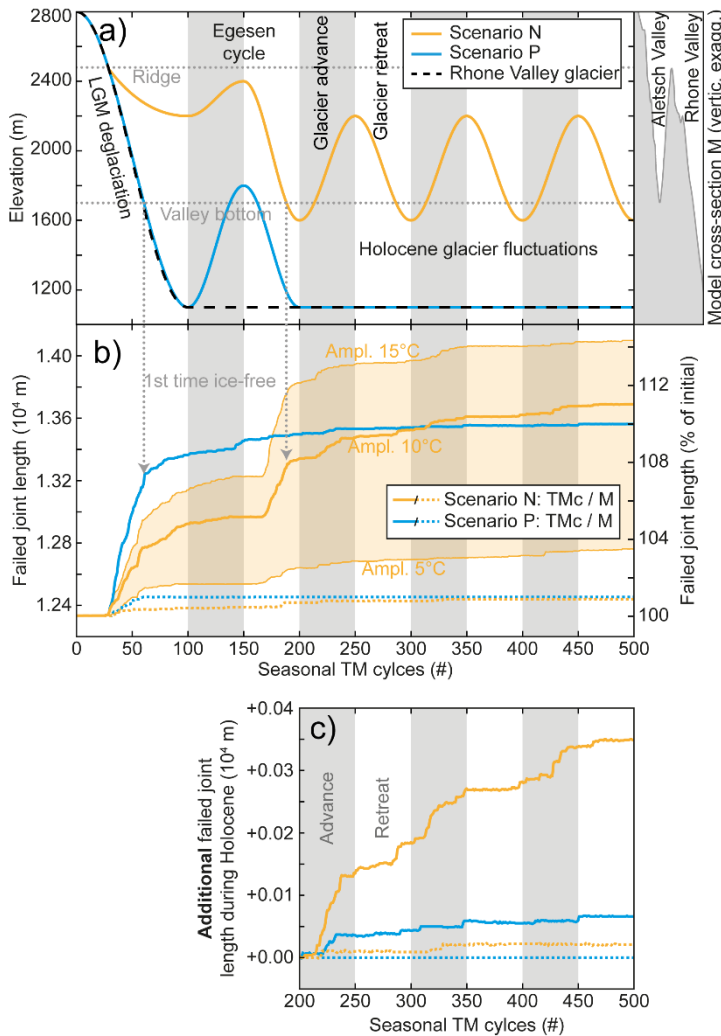 a)
Egesen
cycle
Scenario N
Scenario P
Rhone Valley glacier
Ridge
LGM deglaciation
Glacier advance
Glacier retreat
Valley bottom
Holocene glacier fluctuations
Elevation (m)
2800
2400
2000
1600
1200
Aletsch Valley
Rhone Valley
Model cross-section M (vertic. exagg.)
b)
1st time ice-free
Ampl. 15°C
Ampl. 10°C
Ampl. 5°C
Scenario N: TMc / M
Scenario P: TMc / M
Failed joint length (10⁴ m)
1.40
1.36
1.32
1.28
1.24
Failed joint length (% of initial)
112
108
104
100
0 50 100 150 200 250 300 350 400 450 500
Seasonal TM cylces (#)
c)
Advance
Retreat
Additional failed joint
length during Holocene (10⁴ m)
+0.04
+0.03
+0.02
+0.01
+0.00
200 250 300 350 400 450 500
Seasonal TM cylces (#)